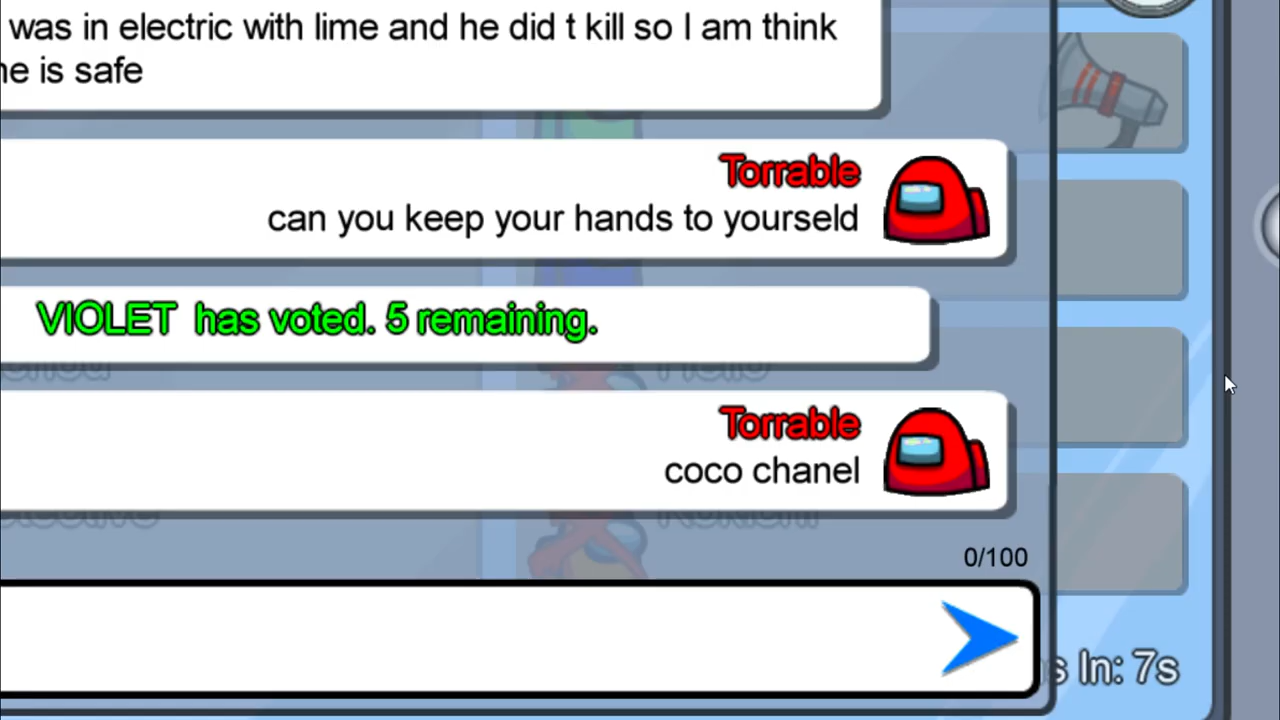 was in electric with lime and he did t kill so I am think
he is safe
Torrable
can you keep your hands to yourseld
VIOLET has voted. 5 remaining.
Torrable
coco chanel
0/100
s In: 7s